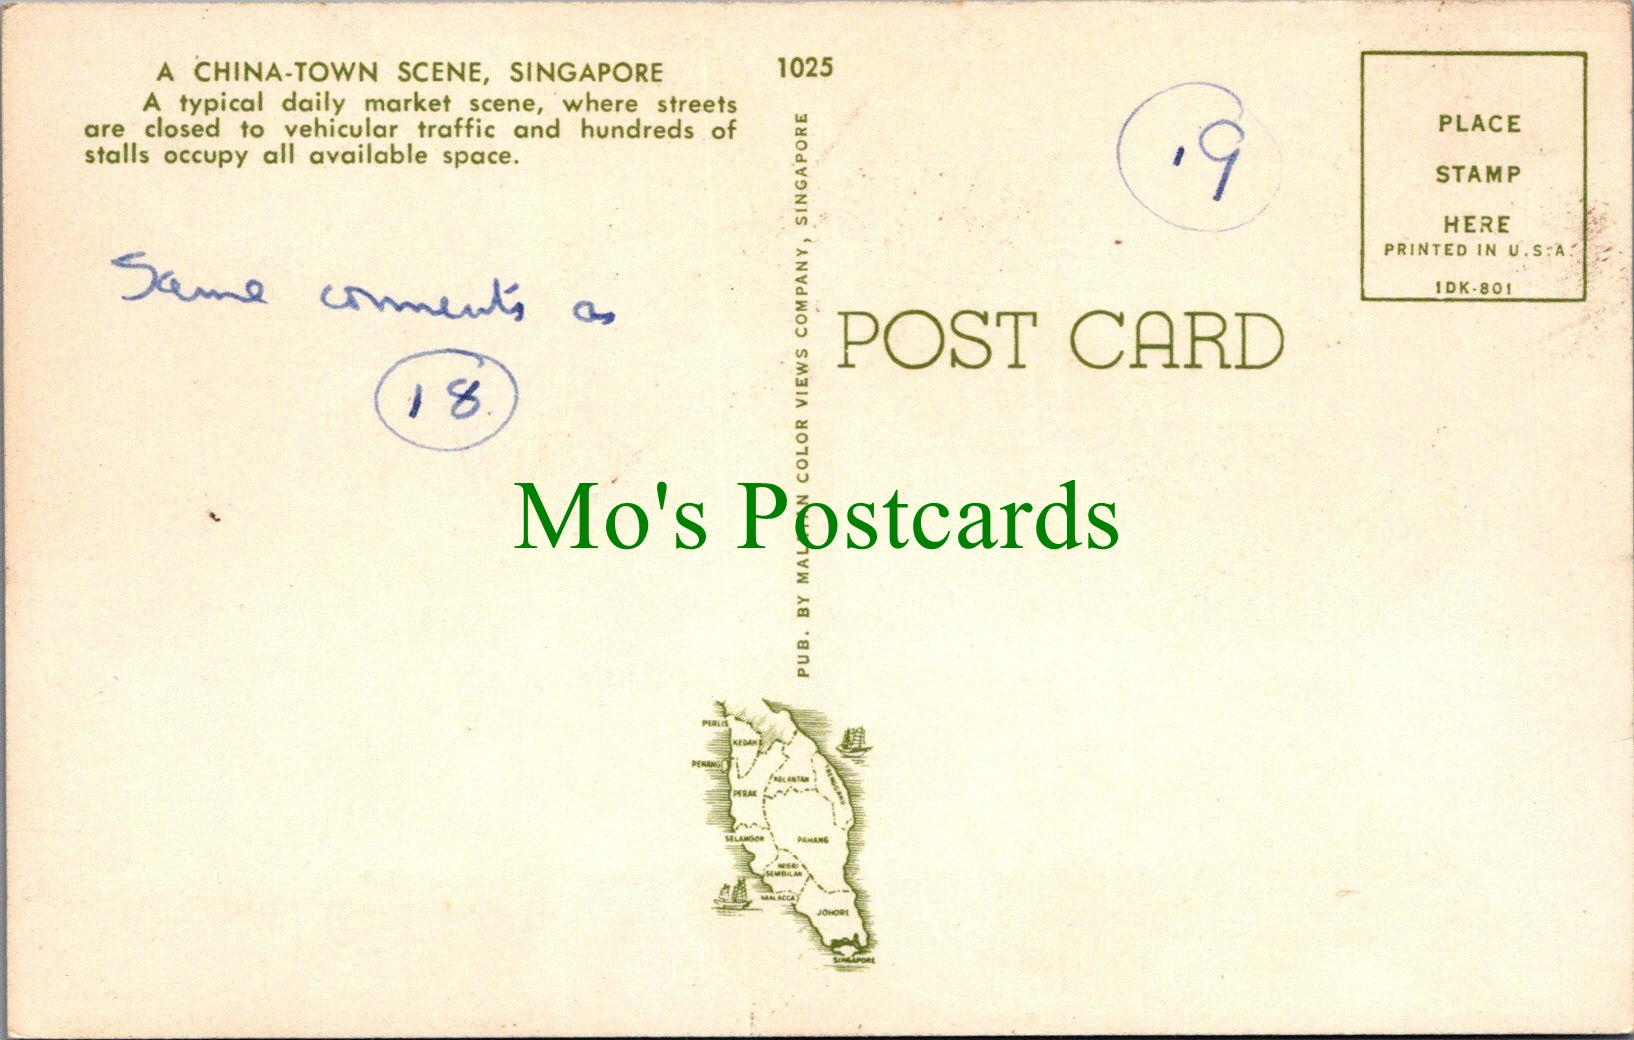 A CHINA-TOWN SCENE, SINGAPORE
A typical daily market scene, where streets
are closed to vehicular traffic and hundreds of
stalls occupy all available space.
1025
Same comments as
18
19
PLACE
STAMP
HERE
PRINTED IN U.S.A.
1DK-801
POST CARD
PUB. BY MALAYAN COLOR VIEWS COMPANY, SINGAPORE
Mo's Postcards
PERLIS
KEDAH
PENANG
KELANTAN
TRENGGANU
PERAK
SELANGOR
PAHANG
NEGRI
SEMBILAN
MALACCA
JOHORE
SINGAPORE